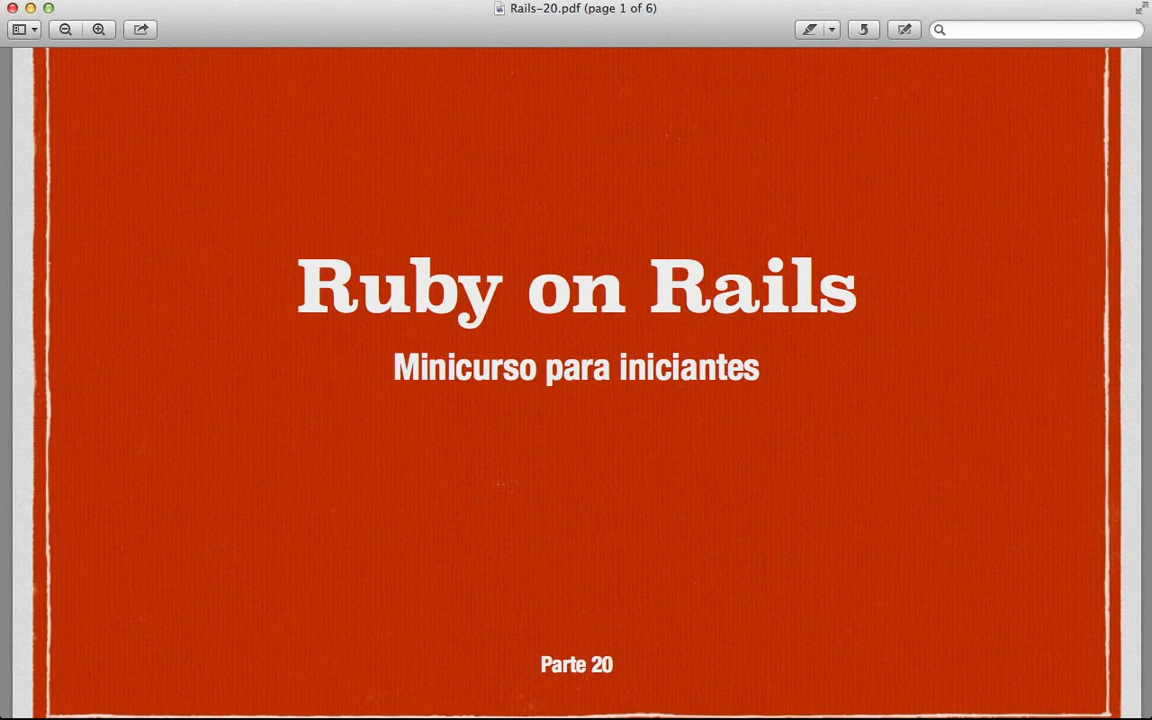 Rails-20.pdf (page 1 of 6)
Ruby on Rails
Minicurso para iniciantes
Parte 20